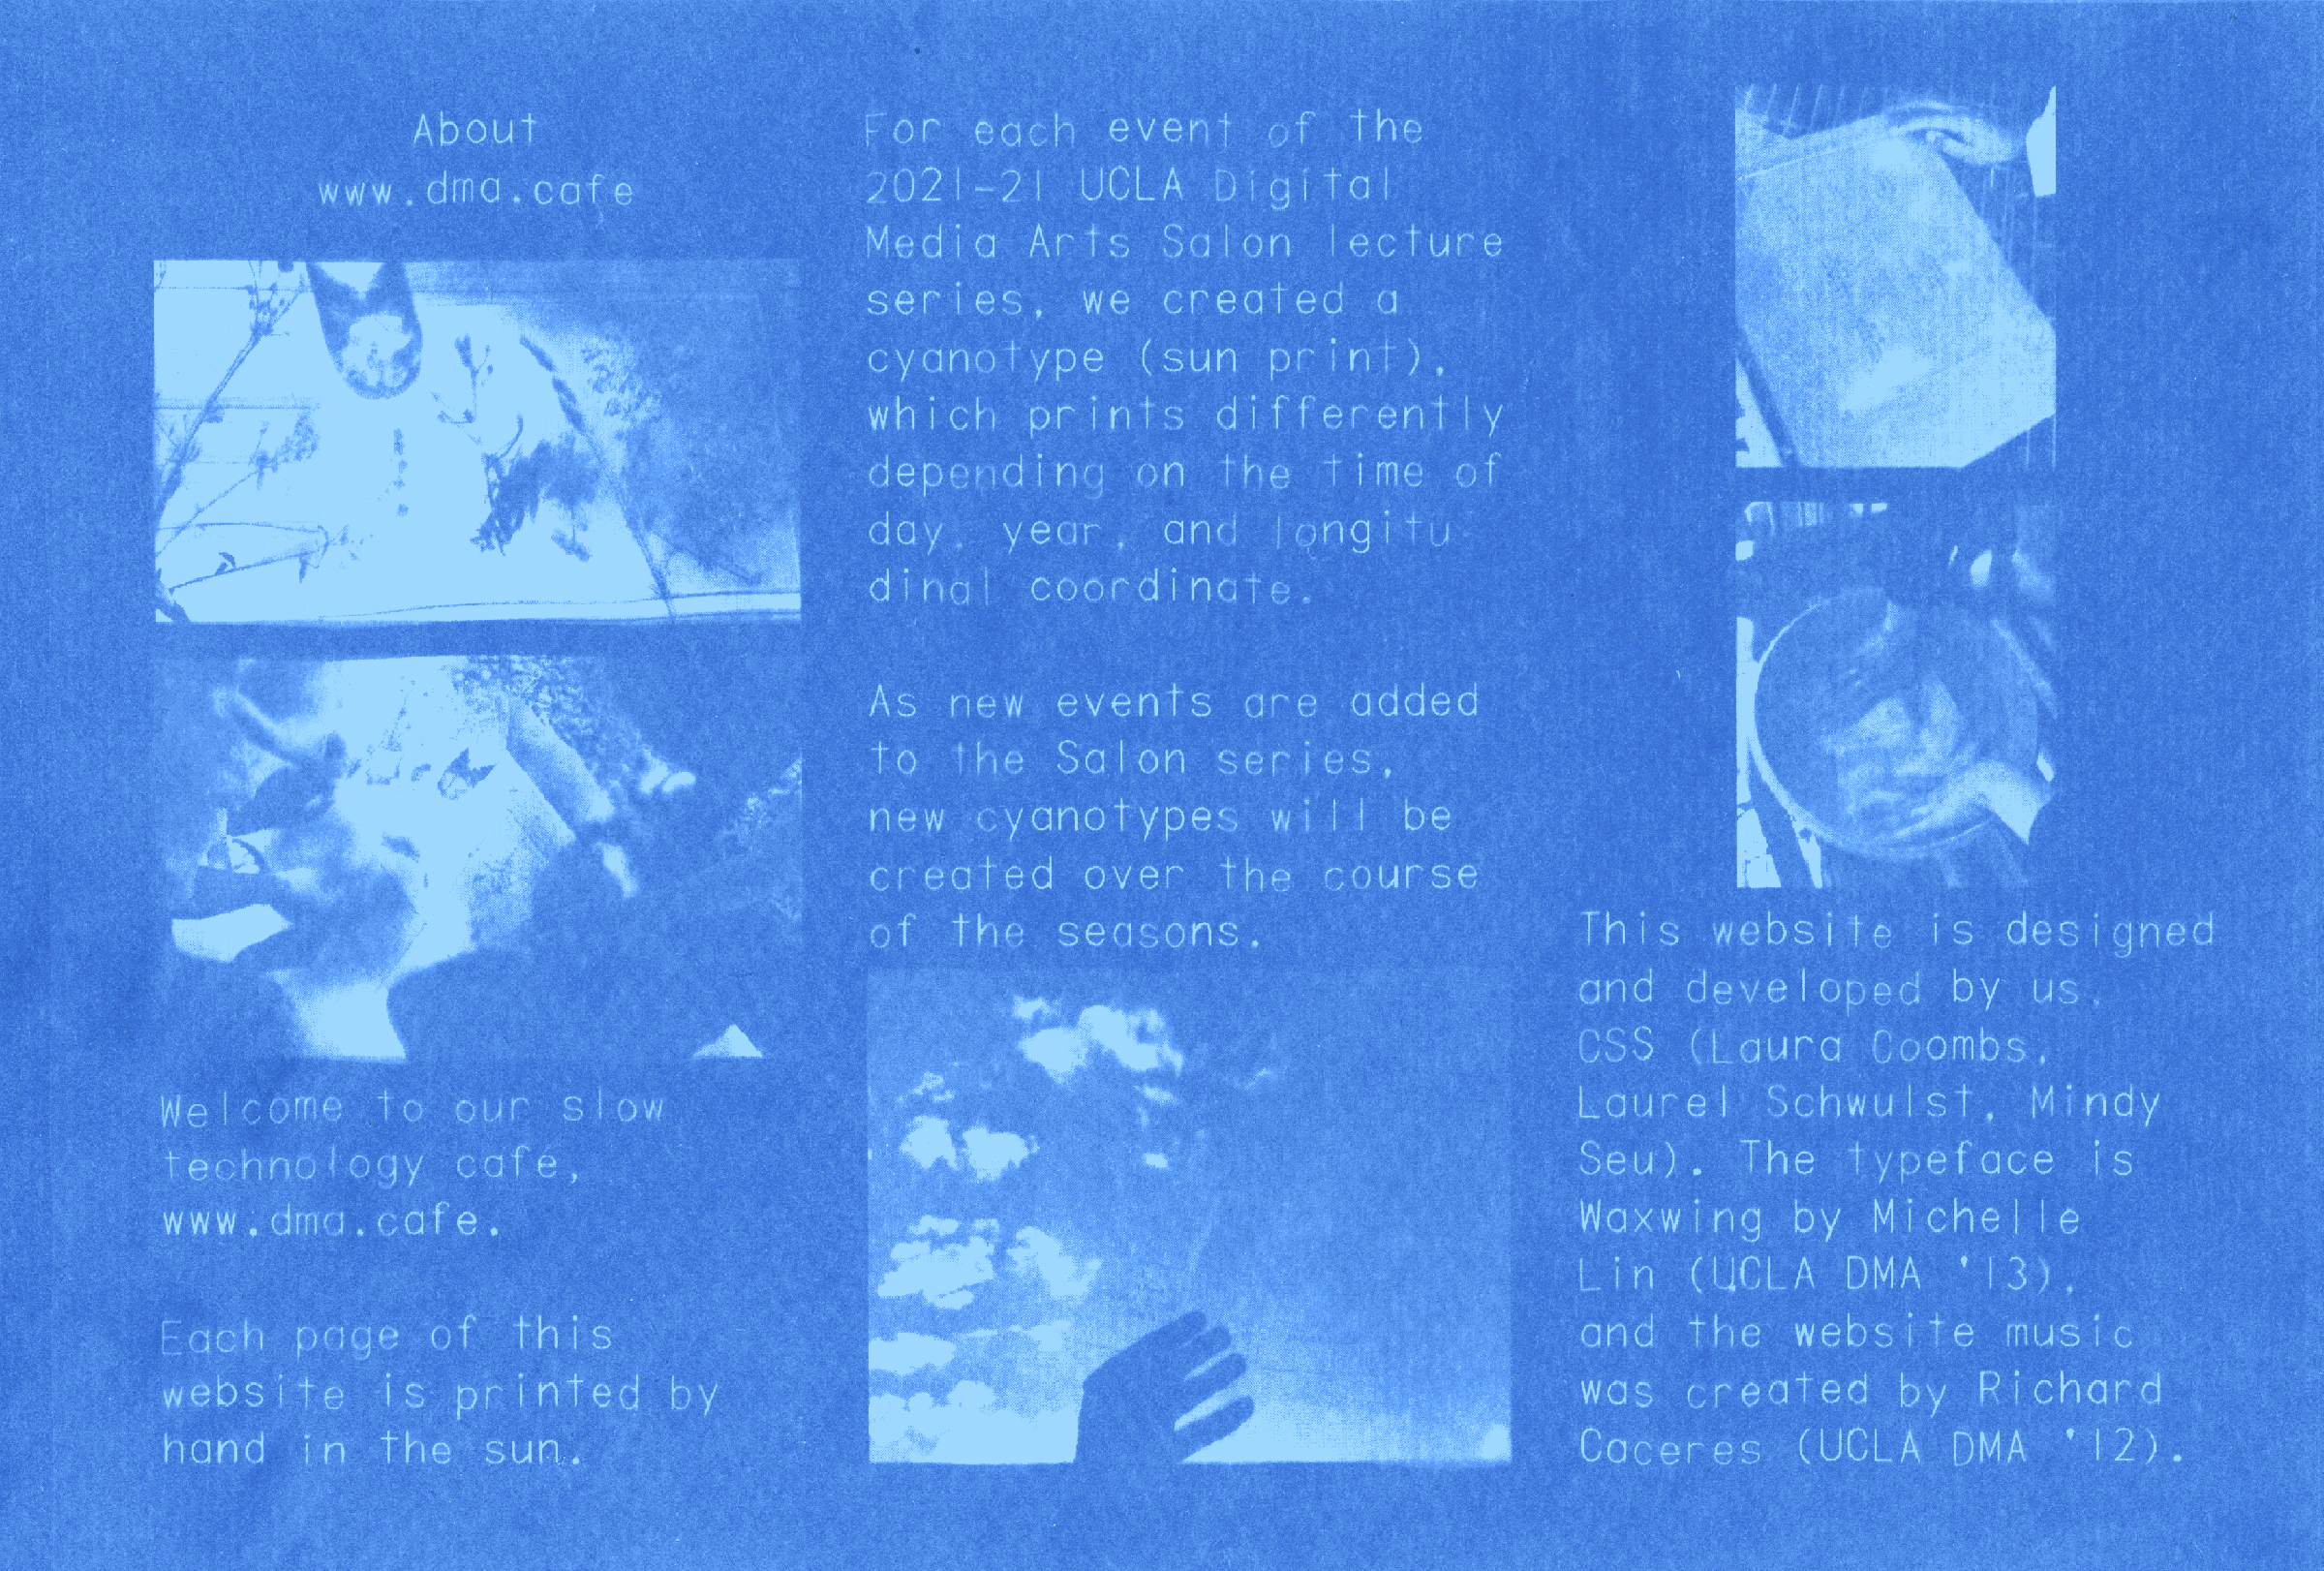 About
www.dma.cafe
Welcome to our slow
technology cafe,
www.dma.cafe.
Each page of this
website is printed by
hand in the sun.
For each event of the
2021-21 UCLA Digital
Media Arts Salon lecture
series, we created a
cyanotype (sun print),
which prints differently
depending on the time of
day, year, and longitu-
dinal coordinate.
As new events are added
to the Salon series,
new cyanotypes will be
created over the course
of the seasons.
This website is designed
and developed by us,
CSS (Laura Coombs,
Laurel Schwulst, Mindy
Seu). The typeface is
Waxwing by Michelle
Lin (UCLA DMA '13),
and the website music
was created by Richard
Caceres (UCLA DMA '12).